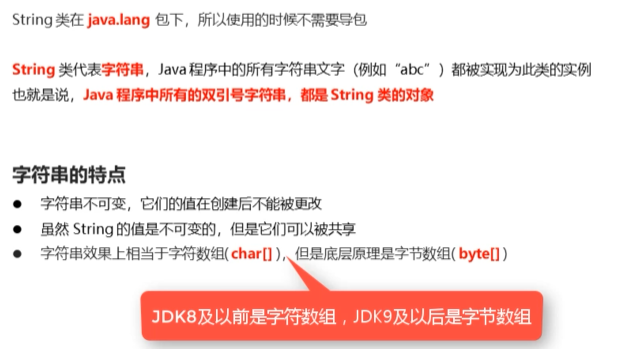 String 类在 java.lang 包下，所以使用的时候不需要导包
String 类代表字符串，Java 程序中的所有字符串文字（例如“abc”）都被实现为此类的实例
也就是说，Java 程序中所有的双引号字符串，都是 String 类的对象
字符串的特点
● 字符串不可变，它们的值在创建后不能被更改
● 虽然 String 的值是不可变的，但是它们可以被共享
● 字符串效果上相当于字符数组( char[] )，但是底层原理是字节数组( byte[] )
JDK8及以前是字符数组，JDK9及以后是字节数组